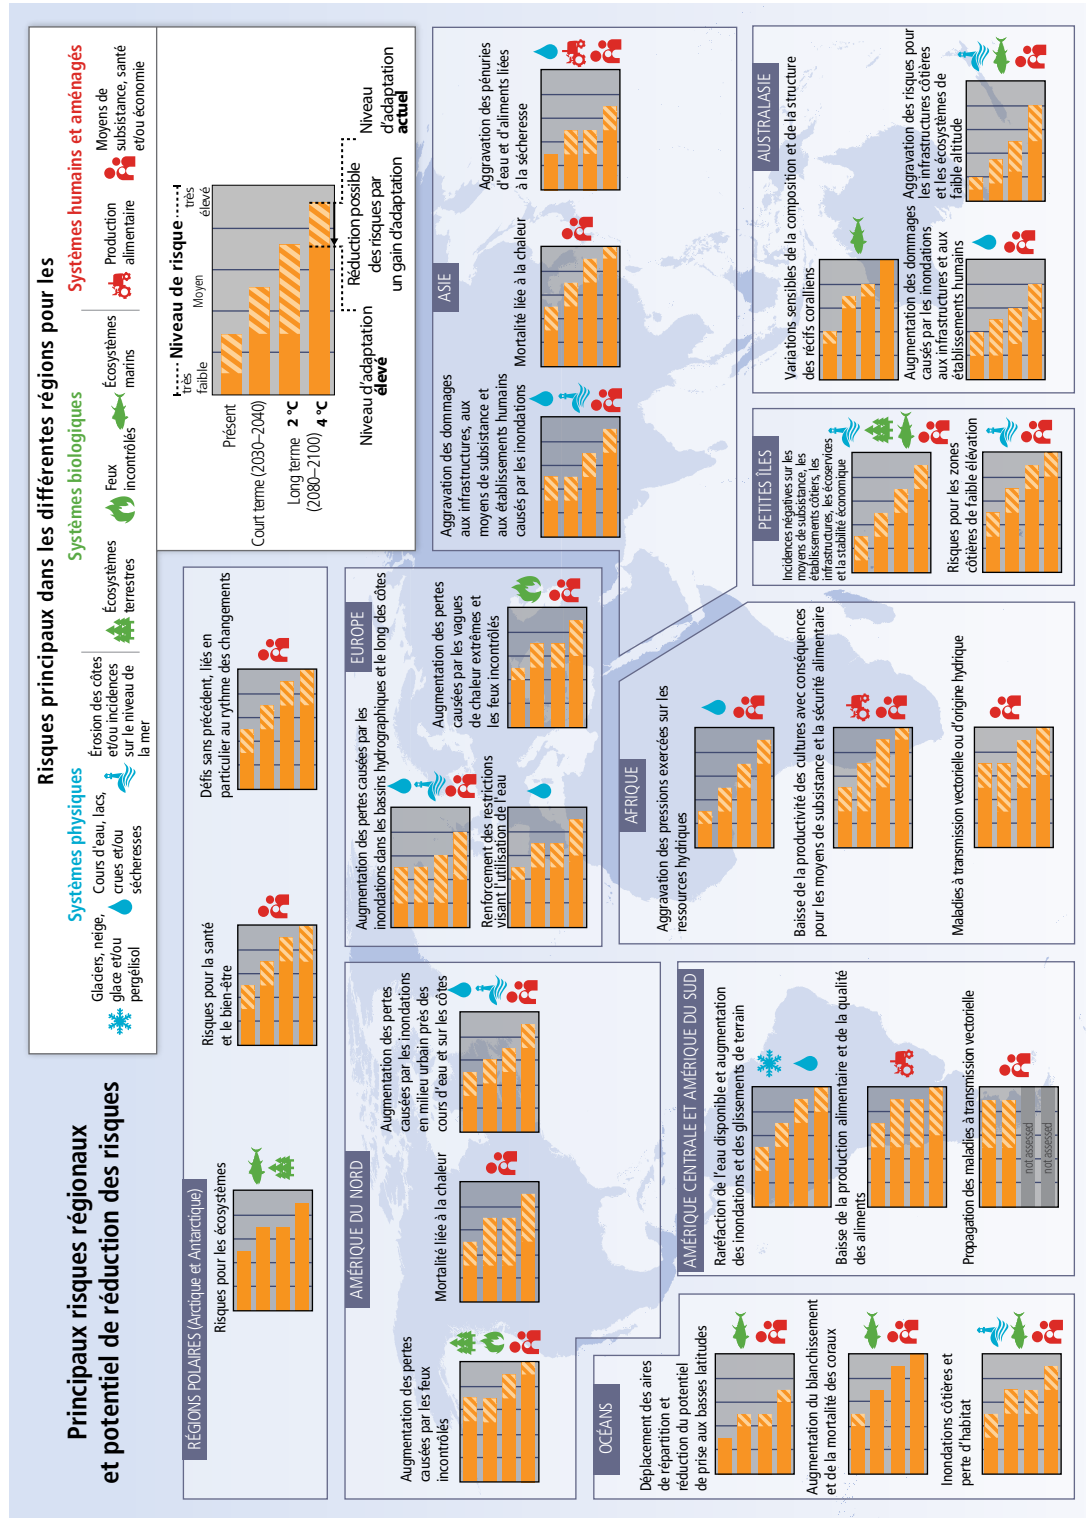 Principaux risques régionaux
et potentiel de réduction des risques
Risques principaux dans les différentes régions pour les
Systèmes physiques
Systèmes biologiques
Systèmes humains et aménagés
Glaciers, neige,
glace et/ou
pergélisol
Cours d'eau, lacs,
crues et/ou
sécheresses
Érosion des côtes
et/ou incidences
sur le niveau de
la mer
Écosystèmes
terrestres
Feux
incontrôlés
Écosystèmes
marins
Production
alimentaire
Moyens de
subsistance, santé
et/ou économie
Niveau de risque
très
faible
Moyen
très
élevé
Présent
Court terme (2030–2040)
Long terme
(2080–2100)
2 °C
4 °C
Niveau d'adaptation
élevé
Réduction possible
des risques par
un gain d'adaptation
Niveau
d'adaptation
actuel
RÉGIONS POLAIRES (Arctique et Antarctique)
Risques pour les écosystèmes
Risques pour la santé
et le bien-être
Défis sans précédent, liés en
particulier au rythme des changements
AMÉRIQUE DU NORD
Augmentation des pertes
causées par les feux
incontrôlés
Mortalité liée à la chaleur
Augmentation des pertes
causées par les inondations
en milieu urbain près des
cours d'eau et sur les côtes
EUROPE
Augmentation des pertes causées par les
inondations dans les bassins hydrographiques et le long des côtes
Renforcement des restrictions
visant l'utilisation de l'eau
Augmentation des pertes
causées par les vagues
de chaleur extrêmes et
les feux incontrôlés
ASIE
Aggravation des dommages
aux infrastructures, aux
moyens de subsistance et
aux établissements humains
causés par les inondations
Mortalité liée à la chaleur
Aggravation des pénuries
d'eau et d'aliments liées
à la sécheresse
OCÉANS
Déplacement des aires
de répartition et
réduction du potentiel
de prise aux basses latitudes
Augmentation du blanchissement
et de la mortalité des coraux
Inondations côtières et
perte d'habitat
AMÉRIQUE CENTRALE ET AMÉRIQUE DU SUD
Raréfaction de l'eau disponible et augmentation
des inondations et des glissements de terrain
Baisse de la production alimentaire et de la qualité
des aliments
Propagation des maladies à transmission vectorielle
not assessed
not assessed
AFRIQUE
Aggravation des pressions exercées sur les
ressources hydriques
Baisse de la productivité des cultures avec conséquences
pour les moyens de subsistance et la sécurité alimentaire
Maladies à transmission vectorielle ou d'origine hydrique
PETITES ÎLES
Incidences négatives sur les
moyens de subsistance, les
établissements côtiers, les
infrastructures, les écoservices
et la stabilité économique
Risques pour les zones
côtières de faible élévation
AUSTRALASIE
Variations sensibles de la composition et de la structure
des récifs coralliens
Augmentation des dommages
causés par les inondations
aux infrastructures et aux
établissements humains
Aggravation des risques pour
les infrastructures côtières
et les écosystèmes de
faible altitude